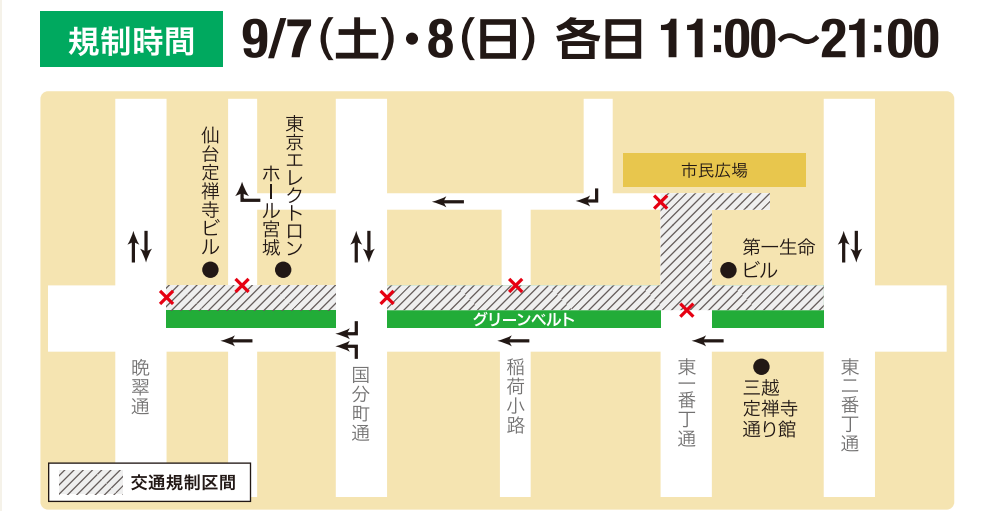 規制時間
9/7(土)・8(日) 各日 11:00〜21:00
仙台定禅寺ビル
東京エレクトロン
ホール宮城
市民広場
第一生命
ビル
グリーンベルト
晩翠通
国分町通
稲荷小路
東一番丁通
三越
定禅寺
通り館
東二番丁通
交通規制区間